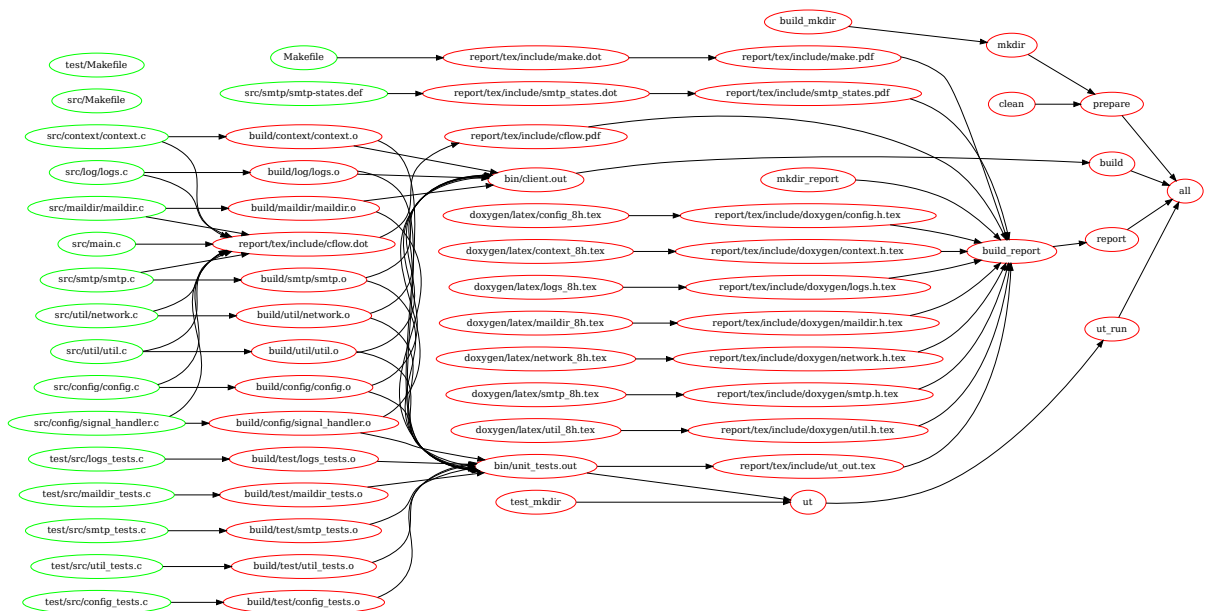 build_mkdir
mkdir
Makefile
report/tex/include/make.dot
report/tex/include/make.pdf
test/Makefile
src/smtp/smtp-states.def
report/tex/include/smtp_states.dot
report/tex/include/smtp_states.pdf
src/Makefile
clean
prepare
src/context/context.c
build/context/context.o
report/tex/include/cflow.pdf
build
src/log/logs.c
build/log/logs.o
bin/client.out
mkdir_report
all
src/maildir/maildir.c
build/maildir/maildir.o
doxygen/latex/config_8h.tex
report/tex/include/doxygen/config.h.tex
src/main.c
report/tex/include/cflow.dot
report
doxygen/latex/context_8h.tex
report/tex/include/doxygen/context.h.tex
build_report
src/smtp/smtp.c
build/smtp/smtp.o
doxygen/latex/logs_8h.tex
report/tex/include/doxygen/logs.h.tex
src/util/network.c
build/util/network.o
doxygen/latex/maildir_8h.tex
report/tex/include/doxygen/maildir.h.tex
ut_run
src/util/util.c
build/util/util.o
doxygen/latex/network_8h.tex
report/tex/include/doxygen/network.h.tex
src/config/config.c
build/config/config.o
doxygen/latex/smtp_8h.tex
report/tex/include/doxygen/smtp.h.tex
src/config/signal_handler.c
build/config/signal_handler.o
doxygen/latex/util_8h.tex
report/tex/include/doxygen/util.h.tex
test/src/logs_tests.c
build/test/logs_tests.o
bin/unit_tests.out
report/tex/include/ut_out.tex
test/src/maildir_tests.c
build/test/maildir_tests.o
test_mkdir
ut
test/src/smtp_tests.c
build/test/smtp_tests.o
test/src/util_tests.c
build/test/util_tests.o
test/src/config_tests.c
build/test/config_tests.o